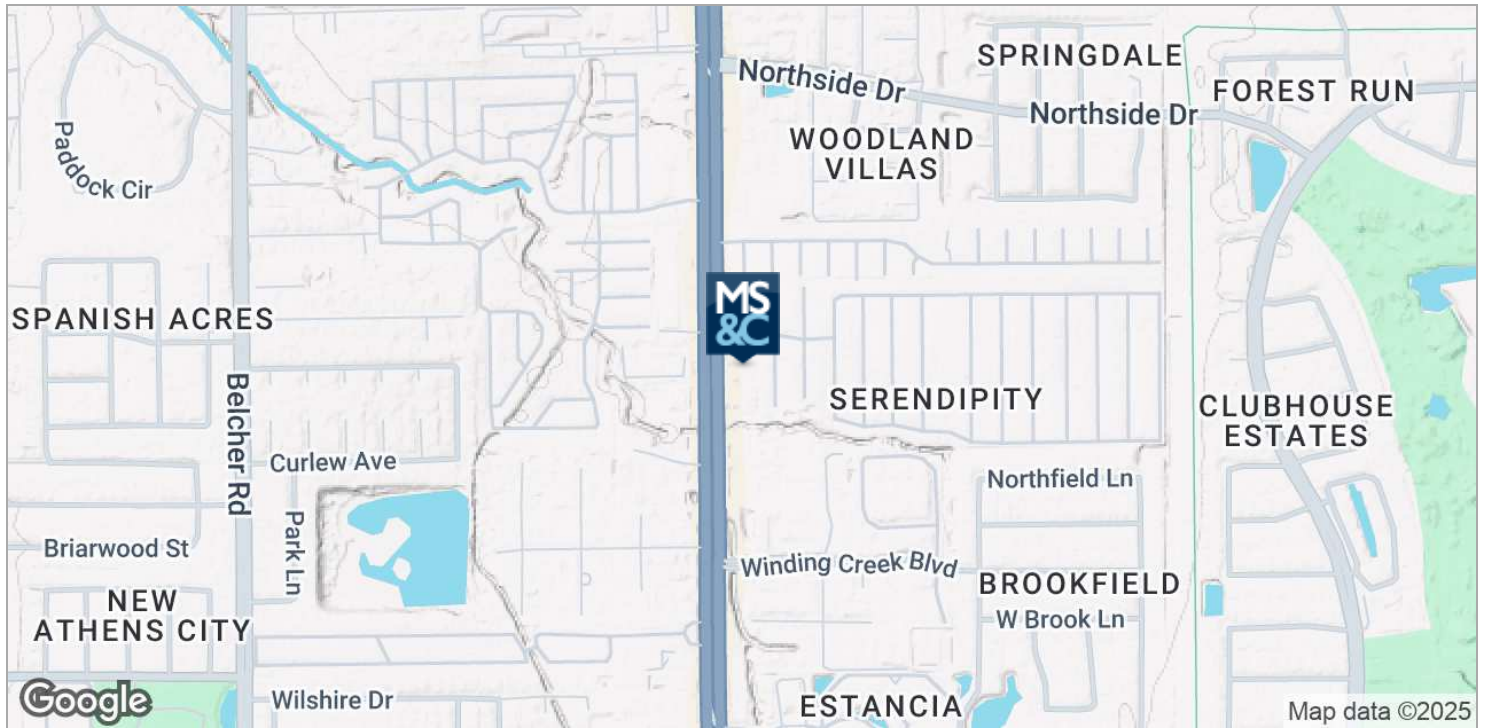 SPRINGDALE
Northside Dr
FOREST RUN
Northside Dr
WOODLAND
VILLAS
Paddock Cir
MS
&C
SPANISH ACRES
Belcher Rd
SERENDIPITY
CLUBHOUSE
ESTATES
Curlew Ave
Northfield Ln
Park Ln
Briarwood St
Winding Creek Blvd
BROOKFIELD
NEW
ATHENS CITY
W Brook Ln
Wilshire Dr
ESTANCIA
Google
Map data ©2025